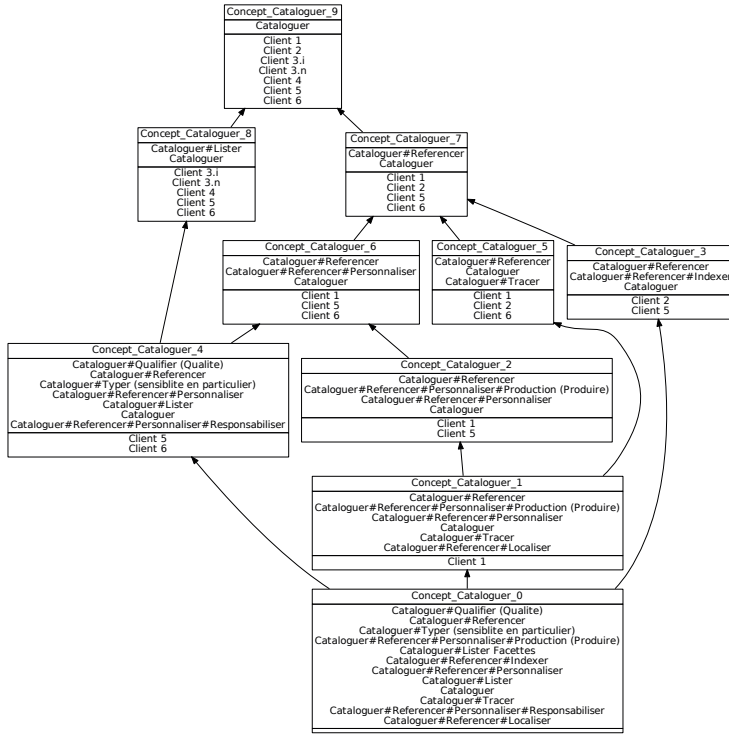 Concept_Cataloguer_9
Cataloguer
Client 1
Client 2
Client 3.i
Client 3.n
Client 4
Client 5
Client 6
Concept_Cataloguer_8
Cataloguer#Lister
Cataloguer
Client 3.i
Client 3.n
Client 4
Client 5
Client 6
Concept_Cataloguer_7
Cataloguer#Referencer
Cataloguer
Client 1
Client 2
Client 5
Client 6
Concept_Cataloguer_6
Cataloguer#Referencer
Cataloguer#Referencer#Personnaliser
Cataloguer
Client 1
Client 5
Client 6
Concept_Cataloguer_5
Cataloguer#Referencer
Cataloguer
Cataloguer#Tracer
Client 1
Client 2
Client 6
Concept_Cataloguer_3
Cataloguer#Referencer
Cataloguer#Referencer#Indexer
Cataloguer
Client 2
Client 5
Concept_Cataloguer_4
Cataloguer#Qualifier (Qualite)
Cataloguer#Referencer
Cataloguer#Typer (sensiblite en particulier)
Cataloguer#Referencer#Personnaliser
Cataloguer#Lister
Cataloguer
Cataloguer#Referencer#Personnaliser#Responsabiliser
Client 5
Client 6
Concept_Cataloguer_2
Cataloguer#Referencer
Cataloguer#Referencer#Personnaliser#Production (Produire)
Cataloguer#Referencer#Personnaliser
Cataloguer
Client 1
Client 5
Concept_Cataloguer_1
Cataloguer#Referencer
Cataloguer#Referencer#Personnaliser#Production (Produire)
Cataloguer#Referencer#Personnaliser
Cataloguer
Cataloguer#Tracer
Cataloguer#Referencer#Localiser
Client 1
Concept_Cataloguer_0
Cataloguer#Qualifier (Qualite)
Cataloguer#Referencer
Cataloguer#Typer (sensiblite en particulier)
Cataloguer#Referencer#Personnaliser#Production (Produire)
Cataloguer#Lister Facettes
Cataloguer#Referencer#Indexer
Cataloguer#Referencer#Personnaliser
Cataloguer#Lister
Cataloguer
Cataloguer#Tracer
Cataloguer#Referencer#Personnaliser#Responsabiliser
Cataloguer#Referencer#Localiser